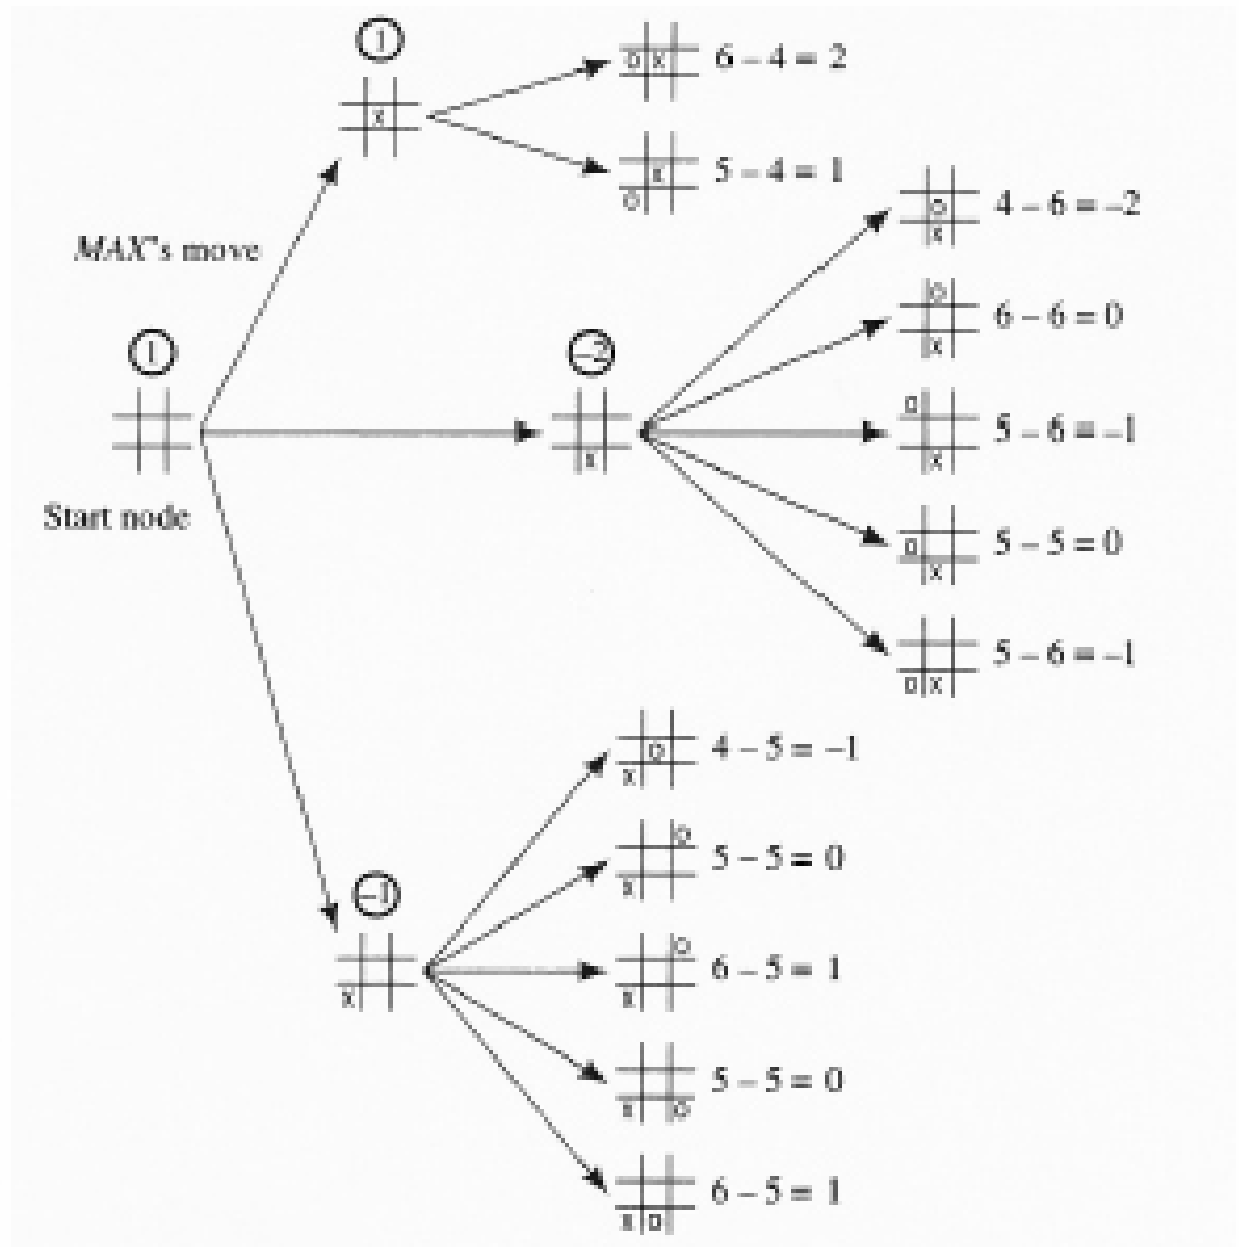 1
x
o x
6 – 4 = 2
x
o
5 – 4 = 1
MAX's move
o
x
4 – 6 = –2
o
x
6 – 6 = 0
1
–2
o
x
5 – 6 = –1
x
Start node
o
x
5 – 5 = 0
o x
5 – 6 = –1
o
x
4 – 5 = –1
o
x
5 – 5 = 0
–1
x
o
x
6 – 5 = 1
x o
5 – 5 = 0
x o
6 – 5 = 1